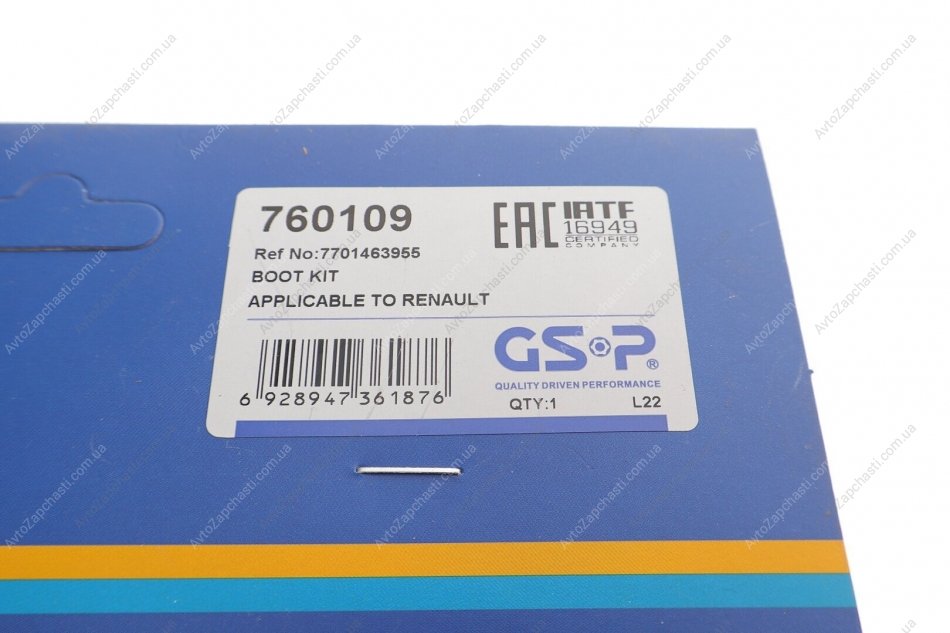 760109
Ref No:7701463955
BOOT KIT
APPLICABLE TO RENAULT
EAC
IATF
16949
CERTIFIED
COMPANY
GSP®
QUALITY DRIVEN PERFORMANCE
6 928947 361876
QTY:1 L22
AvtoZapchasti.com.ua